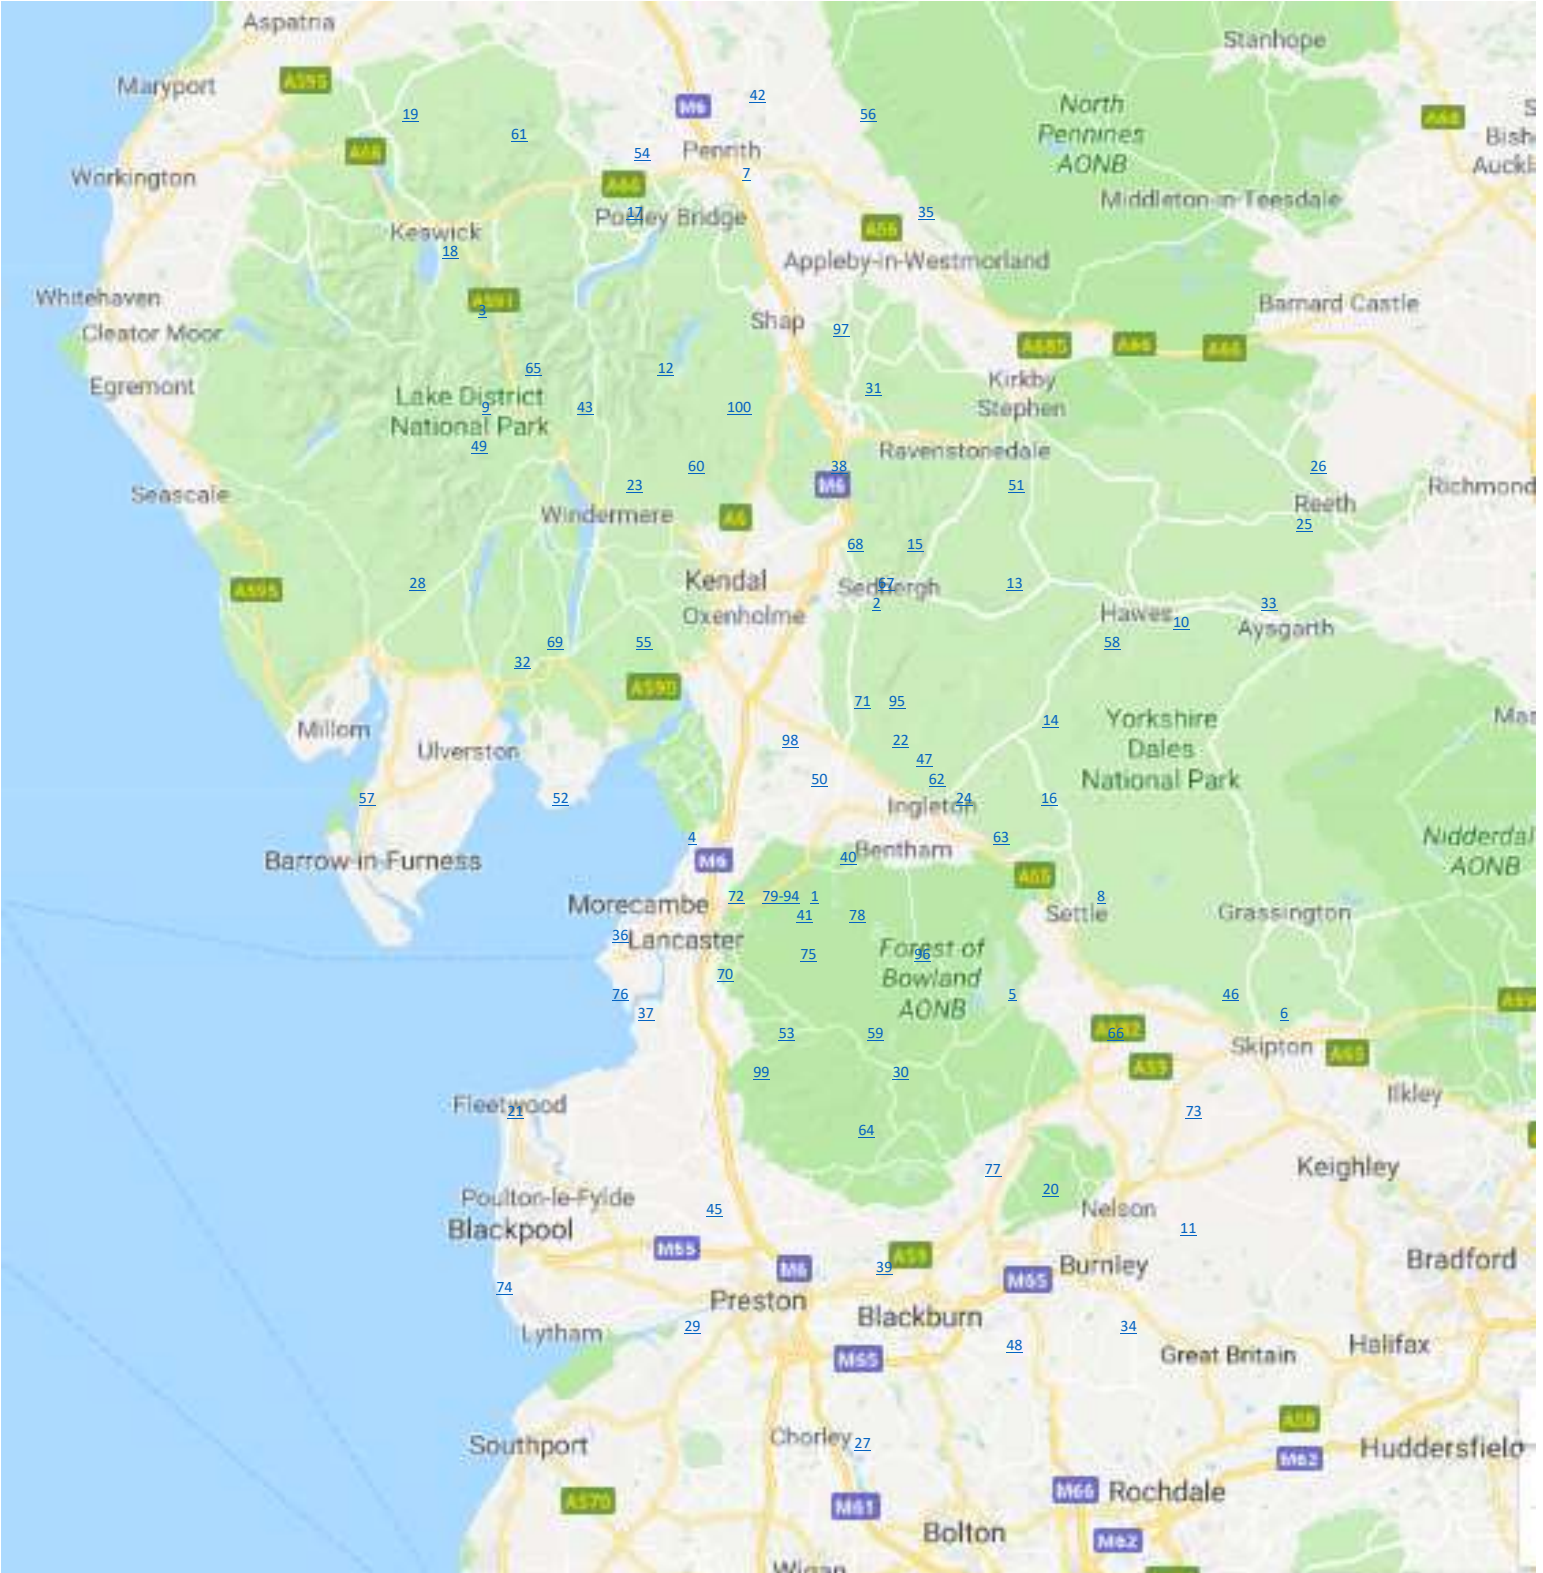 Aspatria
Stanhope
Maryport
A595
M6
42
North
Pennines
AONB
A68
19
56
61
Penrith
A66
54
7
Workington
A66
Middleton-in-Teesdale
17
Pooley Bridge
35
A66
Keswick
18
Appleby-in-Westmorland
Whitehaven
A591
3
Barnard Castle
Cleator Moor
Shap
97
A685
A66
A66
Egremont
65
12
Kirkby
Stephen
31
Lake District
National Park
9
43
100
49
Ravenstonedale
60
38
M6
26
Seascale
23
51
Reeth
Richmond
Windermere
A6
25
68
15
Kendal
A595
28
Sedbergh
67
13
2
Oxenholme
Hawes
33
10
Aysgarth
69
55
58
32
A590
71
95
Millom
14
Yorkshire
Dales
National Park
Ulverston
98
22
47
50
62
57
52
Ingleton
24
16
4
63
Barrow-in-Furness
M6
40
Bentham
A65
Morecambe
72
79-94
1
8
41
78
Settle
Grassington
36
Lancaster
75
Forest of
Bowland
AONB
96
70
76
5
46
37
6
53
59
66
Skipton
A65
99
30
A59
Ilkley
Fleetwood
21
73
64
77
Keighley
20
Poulton-le-Fylde
45
Nelson
Blackpool
11
M55
A59
M6
39
Burnley
Bradford
74
M65
Preston
Blackburn
Lytham
29
34
48
Halifax
M65
Great Britain
A58
Southport
Chorley
27
Huddersfield
M62
A570
M61
M66
Rochdale
Bolton
M62
Wigan